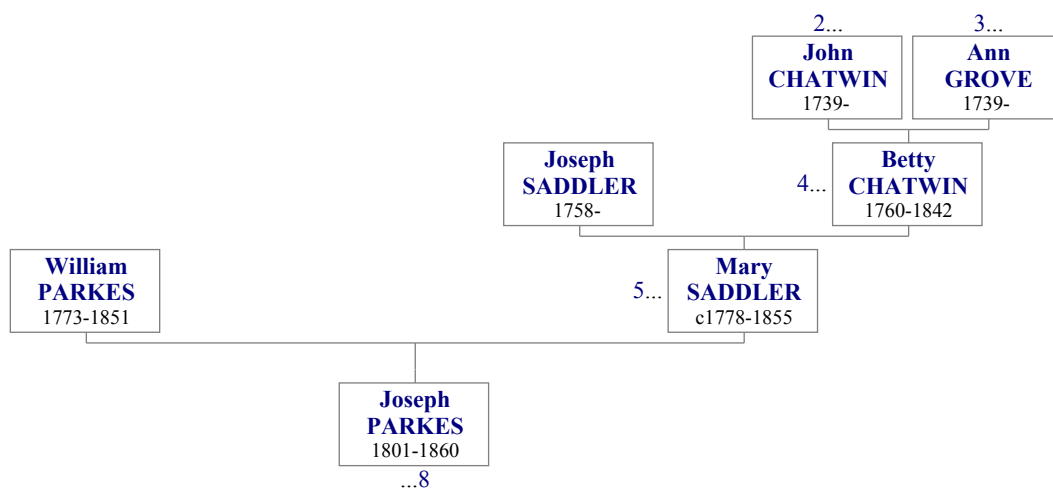 2...
3...
John
CHATWIN
1739-
Ann
GROVE
1739-
Joseph
SADDLER
1758-
4...
Betty
CHATWIN
1760-1842
William
PARKES
1773-1851
5...
Mary
SADDLER
c1778-1855
Joseph
PARKES
1801-1860
...8